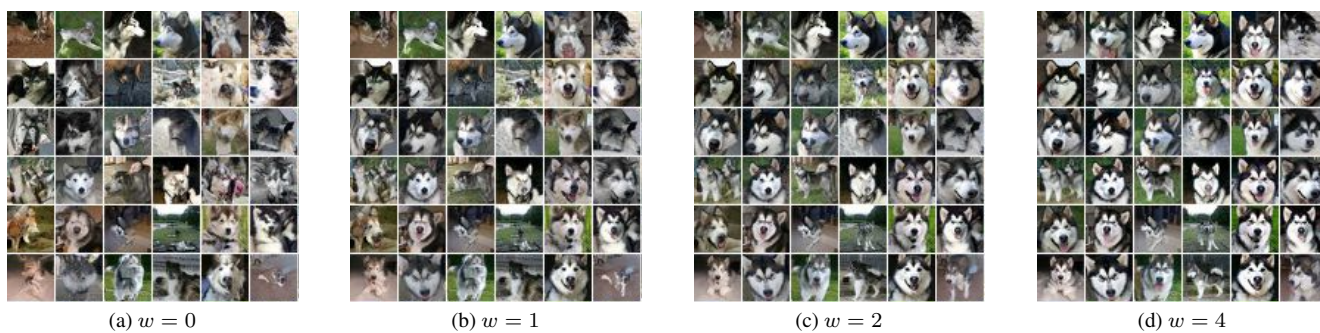 (a) w = 0
(b) w = 1
(c) w = 2
(d) w = 4